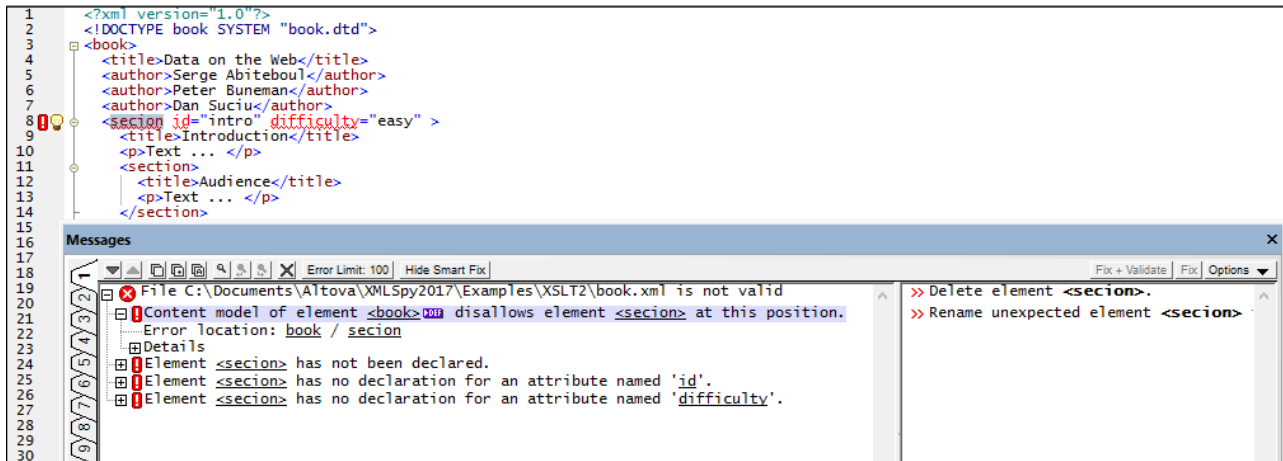 1 <?xml version="1.0"?>
2 <!DOCTYPE book SYSTEM "book.dtd">
3 <book>
4 <title>Data on the Web</title>
5 <author>Serge Abiteboul</author>
6 <author>Peter Buneman</author>
7 <author>Dan Suciu</author>
8 <secion id="intro" difficulty="easy" >
9 <title>Introduction</title>
10 <p>Text ... </p>
11 <section>
12 <title>Audience</title>
13 <p>Text ... </p>
14 </section>
15
16
17
18
19
20
21
22
23
24
25
26
27
28
29
30
Messages
Error Limit: 100 Hide Smart Fix Fix + Validate Fix Options
1
2
3
4
5
6
7
8
9
File C:\Documents\Altova\XMLSpy2017\Examples\XSLT2\book.xml is not valid
Content model of element <book> DEF disallows element <secion> at this position.
Error location: book / secion
Details
Element <secion> has not been declared.
Element <secion> has no declaration for an attribute named 'id'.
Element <secion> has no declaration for an attribute named 'difficulty'.
>> Delete element <secion>.
>> Rename unexpected element <secion>